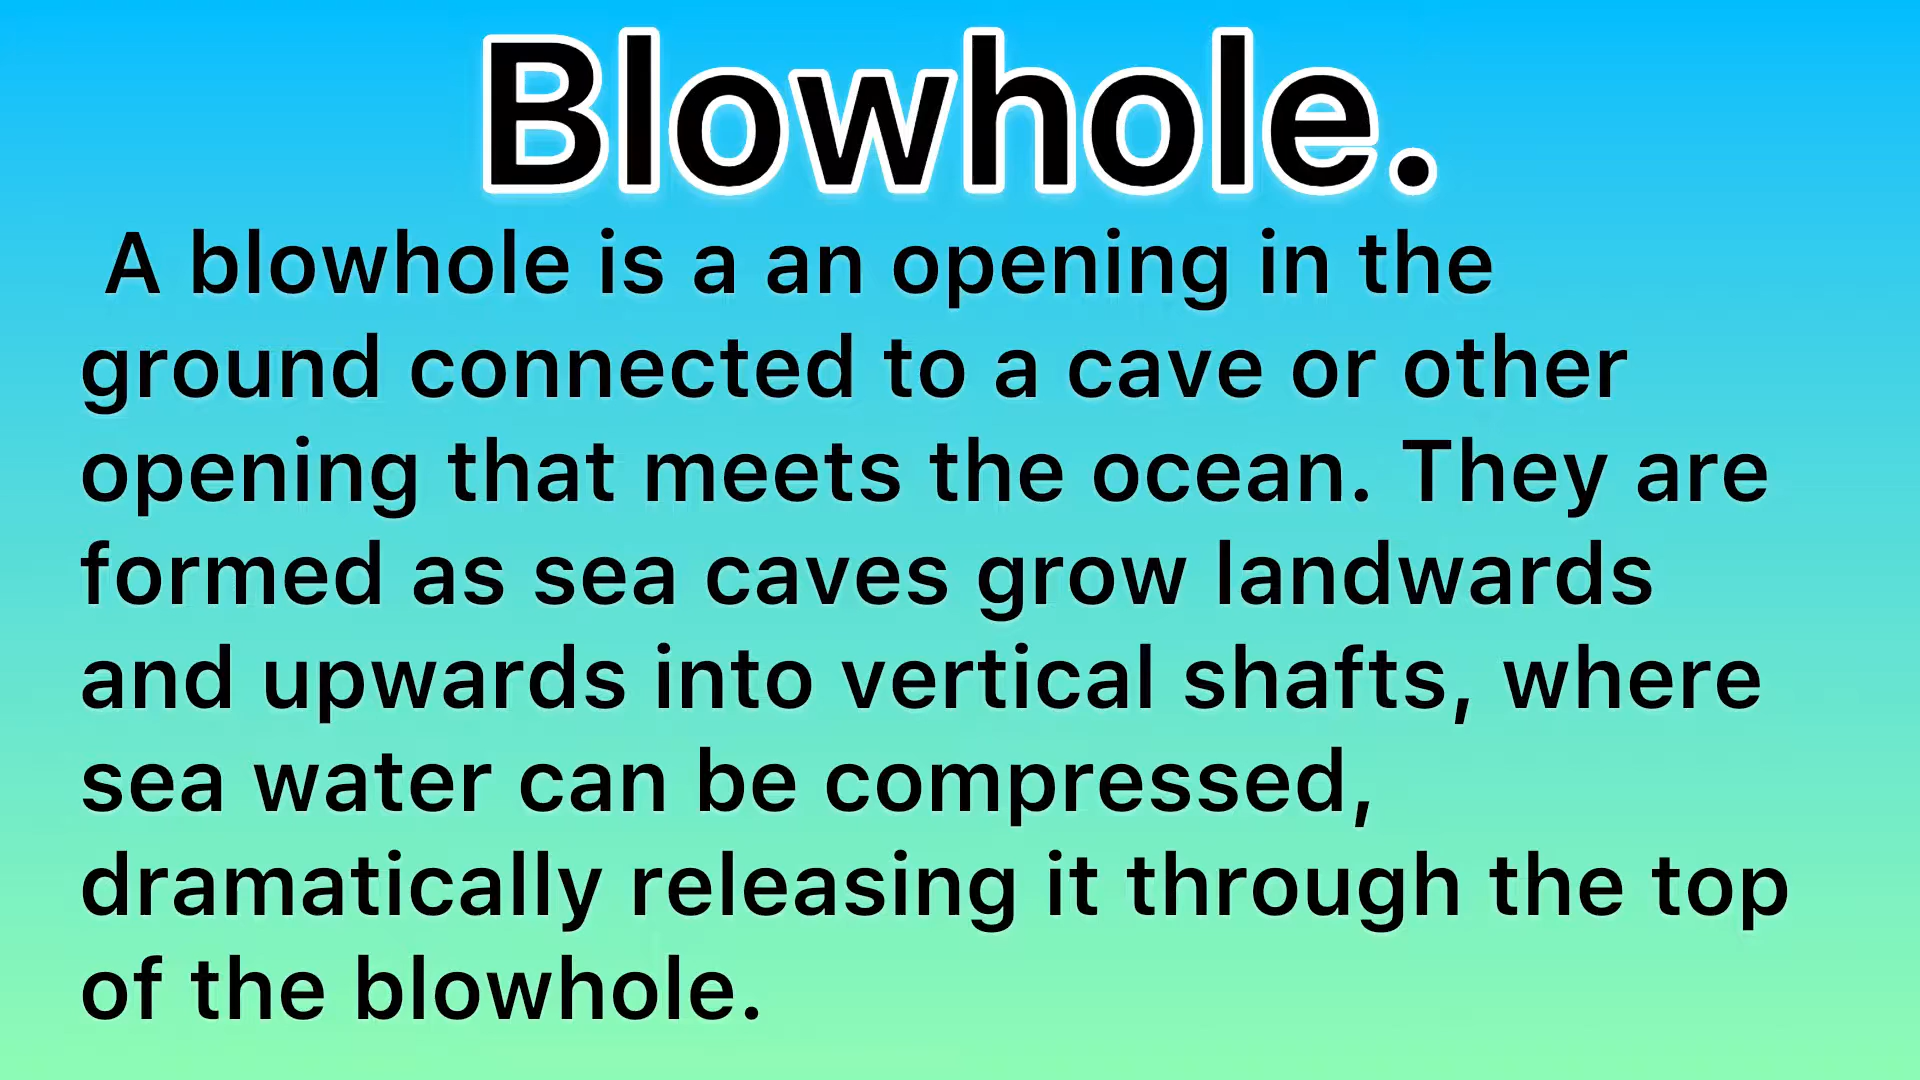 Blowhole.
A blowhole is a an opening in the
ground connected to a cave or other
opening that meets the ocean. They are
formed as sea caves grow landwards
and upwards into vertical shafts, where
sea water can be compressed,
dramatically releasing it through the top
of the blowhole.